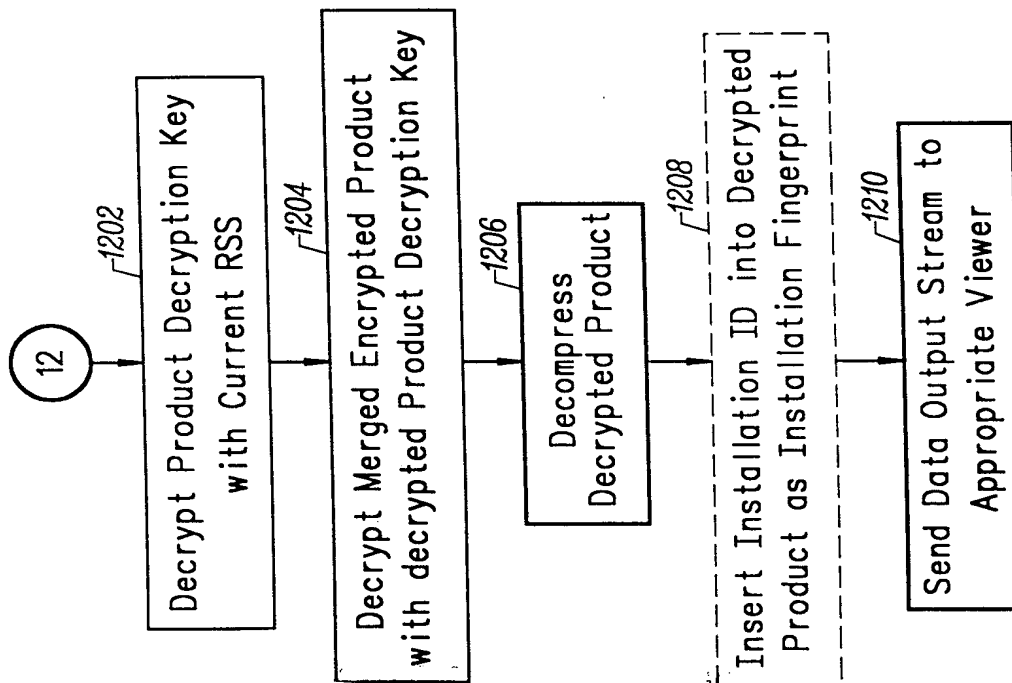 12
1202
Decrypt Product Decryption Key
with Current RSS
1204
Decrypt Merged Encrypted Product
with decrypted Product Decryption Key
1206
Decompress
Decrypted Product
1208
Insert Installation ID into Decrypted
Product as Installation Fingerprint
1210
Send Data Output Stream to
Appropriate Viewer